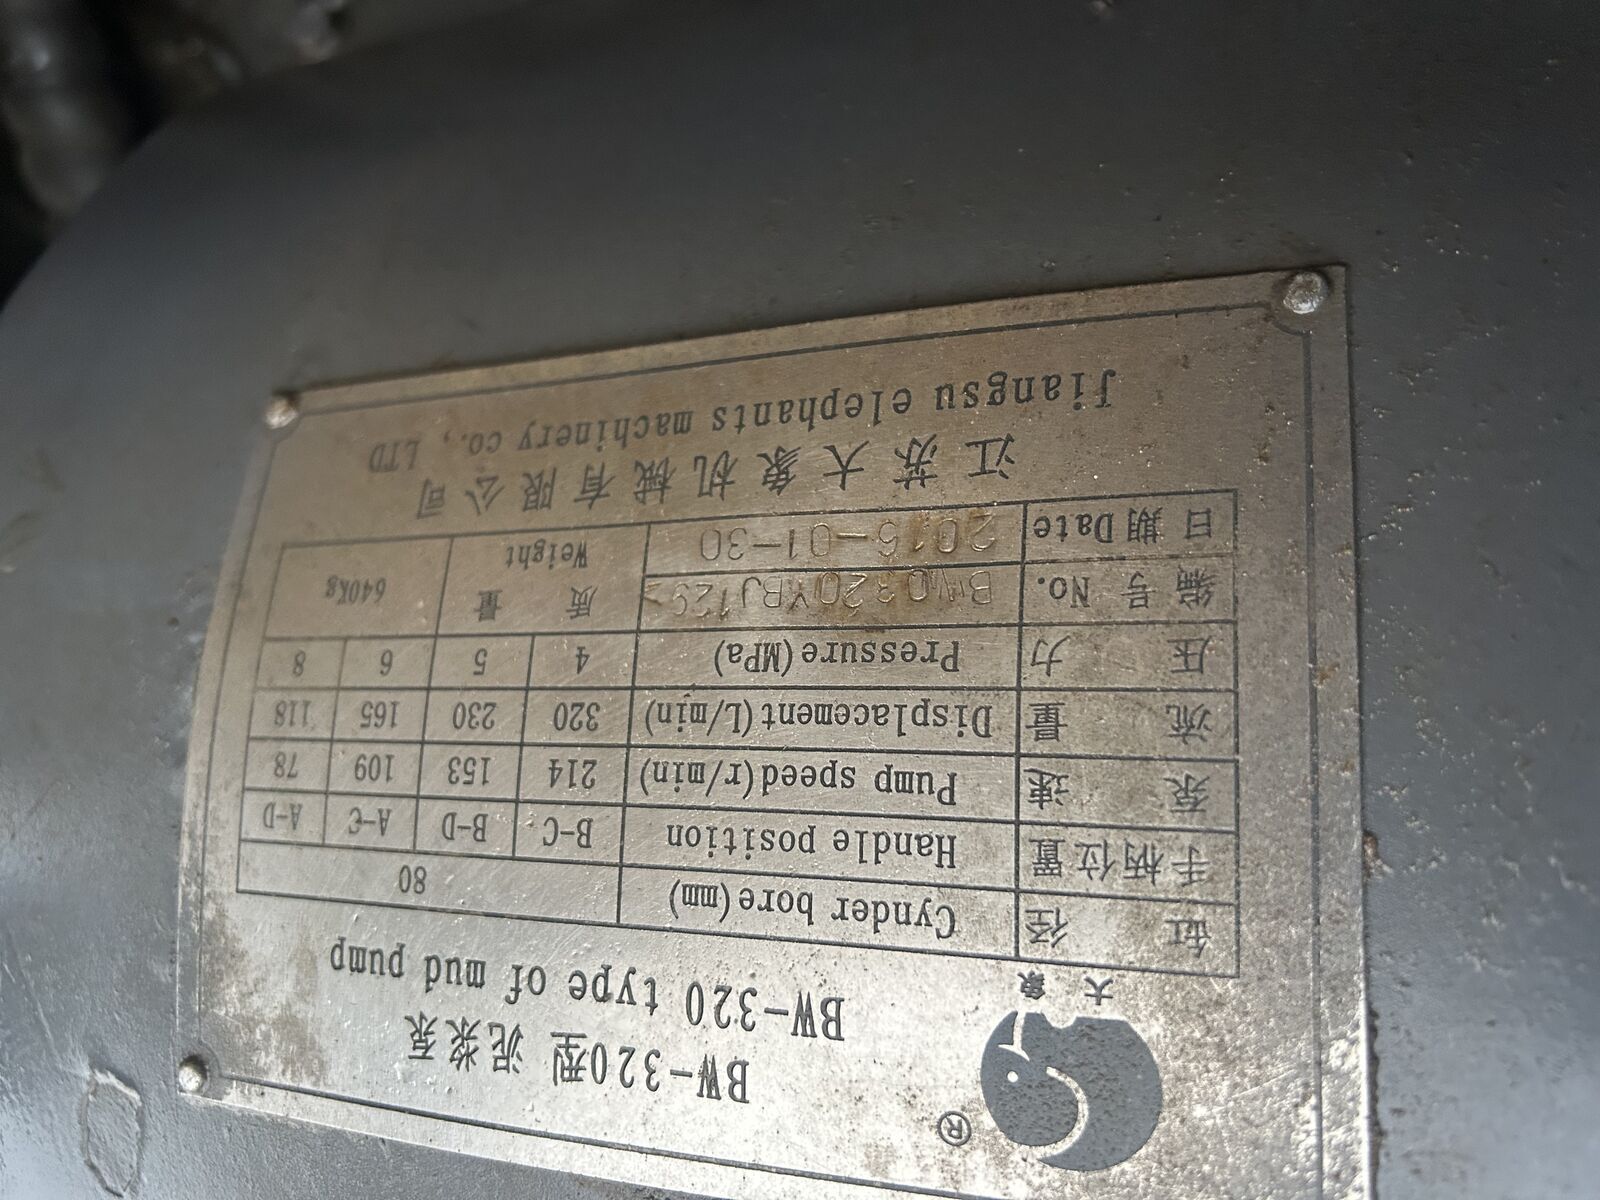 ®
大象
BW-320型 泥浆泵
BW-320 type of mud pump
缸径 Cynder bore(mm) 80
手柄位置 Handle position B-C B-D A-C A-D
泵速 Pump speed(r/min) 214 153 109 78
流量 Displacement(L/min) 320 230 165 118
压力 Pressure(MPa) 4 5 6 8
编号 No. 质量 Weight 640Kg
日期Date 2015-01-30
江苏大象机械有限公司
Jiangsu elephants machinery co., LTD